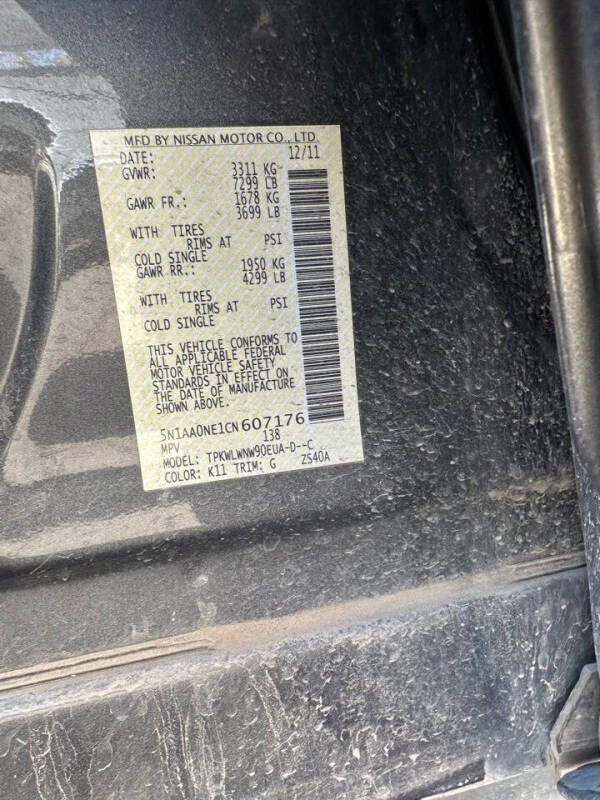 MFD BY NISSAN MOTOR CO., LTD
DATE: 12/11
GVWR: 3311 KG
7299 LB
GAWR FR.: 1678 KG
3699 LB
WITH TIRES
RIMS AT PSI
COLD SINGLE
GAWR RR.: 1950 KG
4299 LB
WITH TIRES
RIMS AT PSI
COLD SINGLE
THIS VEHICLE CONFORMS TO
ALL APPLICABLE FEDERAL
MOTOR VEHICLE SAFETY
STANDARDS IN EFFECT ON
THE DATE OF MANUFACTURE
SHOWN ABOVE.
5N1AA0NE1CN607176
MPV 138
MODEL: TPKWLWNW90EUA-D--C
COLOR: K11 TRIM: G ZS40A